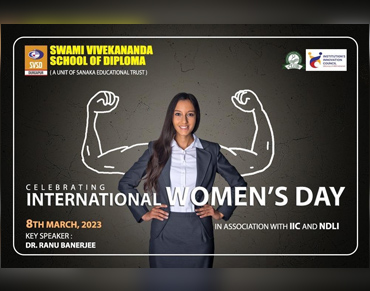 SWAMI VIVEKANANDA
SCHOOL OF DIPLOMA
( A UNIT OF SANAKA EDUCATIONAL TRUST )
SVSD
INSTITUTION'S
INNOVATION
COUNCIL
CELEBRATING
INTERNATIONAL WOMEN'S DAY
8TH MARCH, 2023
IN ASSOCIATION WITH IIC AND NDLI
KEY SPEAKER :
DR. RANU BANERJEE